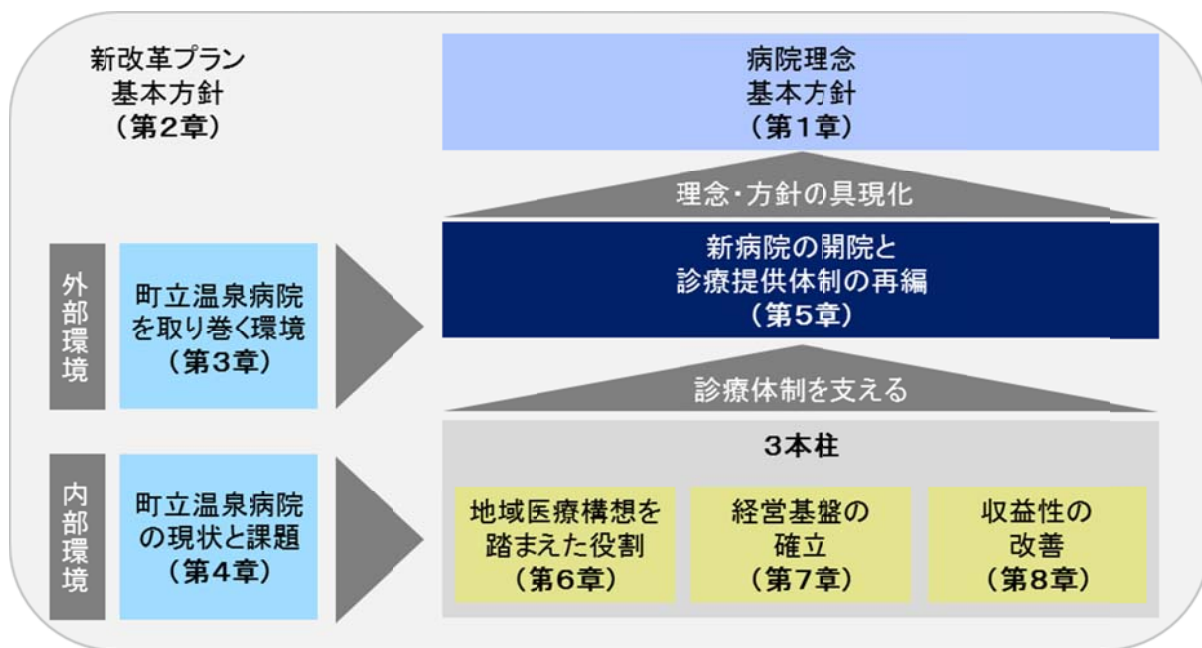 新改革プラン
基本方針
（第２章）
病院理念
基本方針
（第１章）
理念・方針の具現化
外部環境
町立温泉病院
を取り巻く環境
（第３章）
新病院の開院と
診療提供体制の再編
（第５章）
診療体制を支える
内部環境
町立温泉病院
の現状と課題
（第４章）
３本柱
地域医療構想を
踏まえた役割
（第６章）
経営基盤の
確立
（第７章）
収益性の
改善
（第８章）